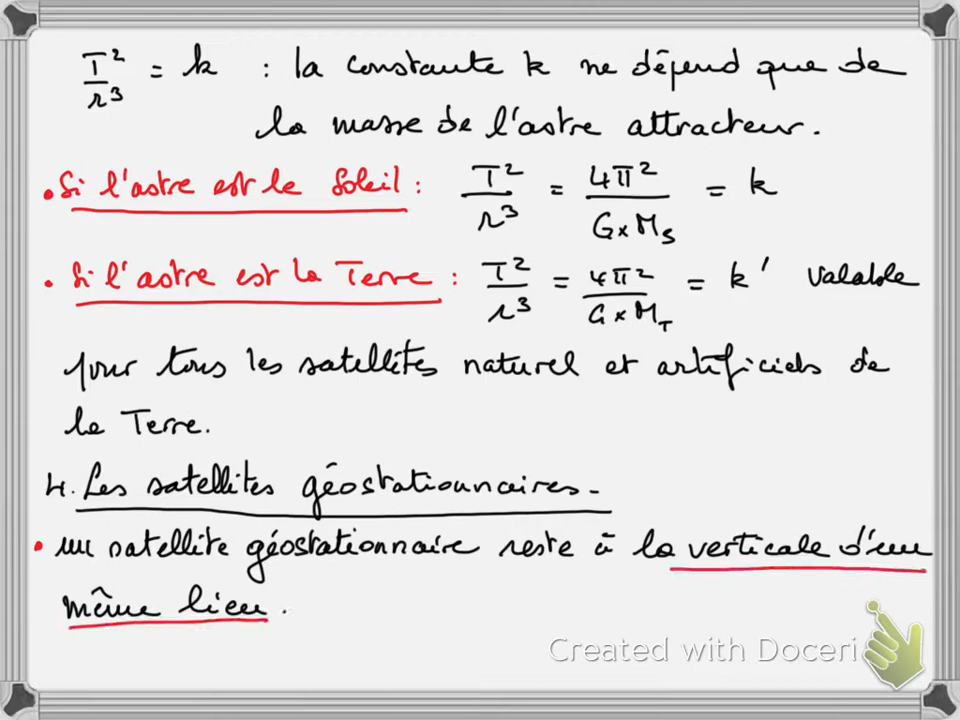 T²/r³ = k : la constante k ne dépend que de
la masse de l'astre attracteur.
• Si l'astre est le Soleil : T²/r³ = 4π²/G×M_S = k
• Si l'astre est la Terre : T²/r³ = 4π²/G×M_T = k' valable
pour tous les satellites naturel et artificiels de
la Terre.
4. Les satellites géostationnaires.
• un satellite géostationnaire reste à la verticale d'un
même lieu.
Created with Doceri